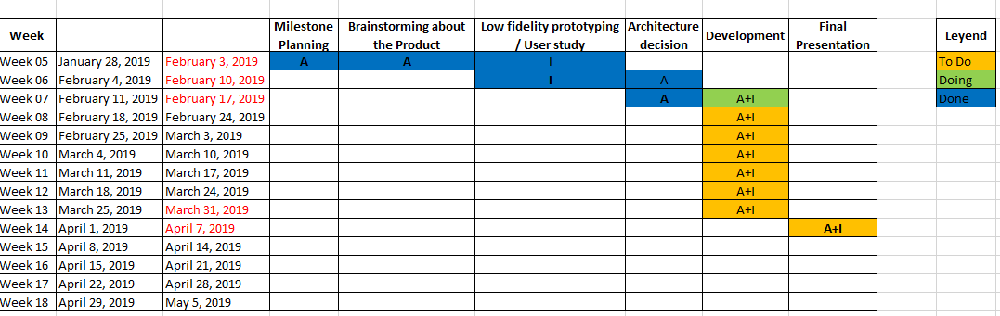 Week Milestone Planning Brainstorming about the Product Low fidelity prototyping / User study Architecture decision Development Final Presentation Leyend
Week 05 January 28, 2019 February 3, 2019 A A I To Do
Week 06 February 4, 2019 February 10, 2019 I A Doing
Week 07 February 11, 2019 February 17, 2019 A A+I Done
Week 08 February 18, 2019 February 24, 2019 A+I
Week 09 February 25, 2019 March 3, 2019 A+I
Week 10 March 4, 2019 March 10, 2019 A+I
Week 11 March 11, 2019 March 17, 2019 A+I
Week 12 March 18, 2019 March 24, 2019 A+I
Week 13 March 25, 2019 March 31, 2019 A+I
Week 14 April 1, 2019 April 7, 2019 A+I
Week 15 April 8, 2019 April 14, 2019
Week 16 April 15, 2019 April 21, 2019
Week 17 April 22, 2019 April 28, 2019
Week 18 April 29, 2019 May 5, 2019